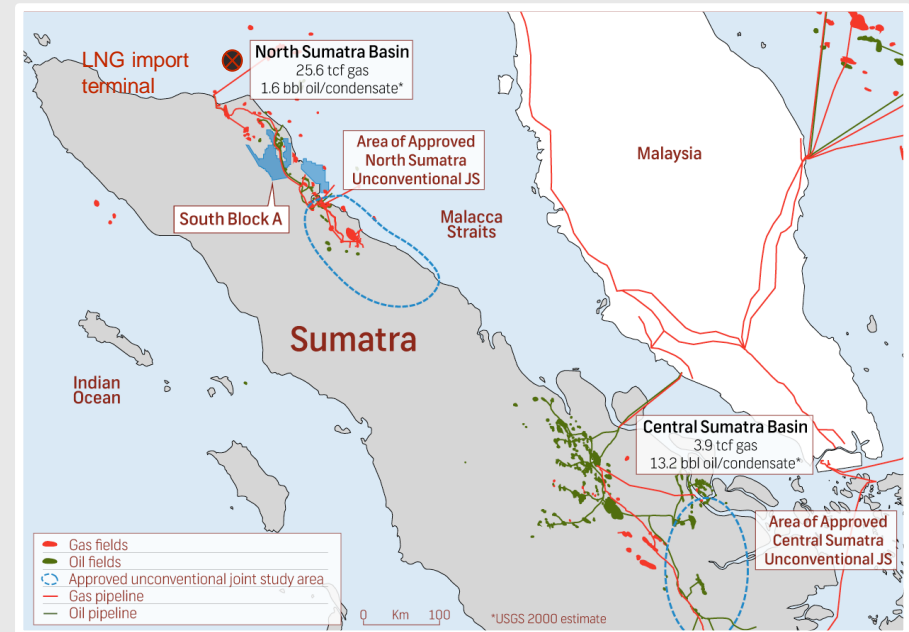 LNG import
terminal
North Sumatra Basin
25.6 tcf gas
1.6 bbl oil/condensate*
Area of Approved
North Sumatra
Unconventional JS
Malaysia
South Block A
Malacca
Straits
Sumatra
Indian
Ocean
Central Sumatra Basin
3.9 tcf gas
13.2 bbl oil/condensate*
Area of Approved
Central Sumatra
Unconventional JS
Gas fields
Oil fields
Approved unconventional joint study area
Gas pipeline
Oil pipeline
0 Km 100
*USGS 2000 estimate